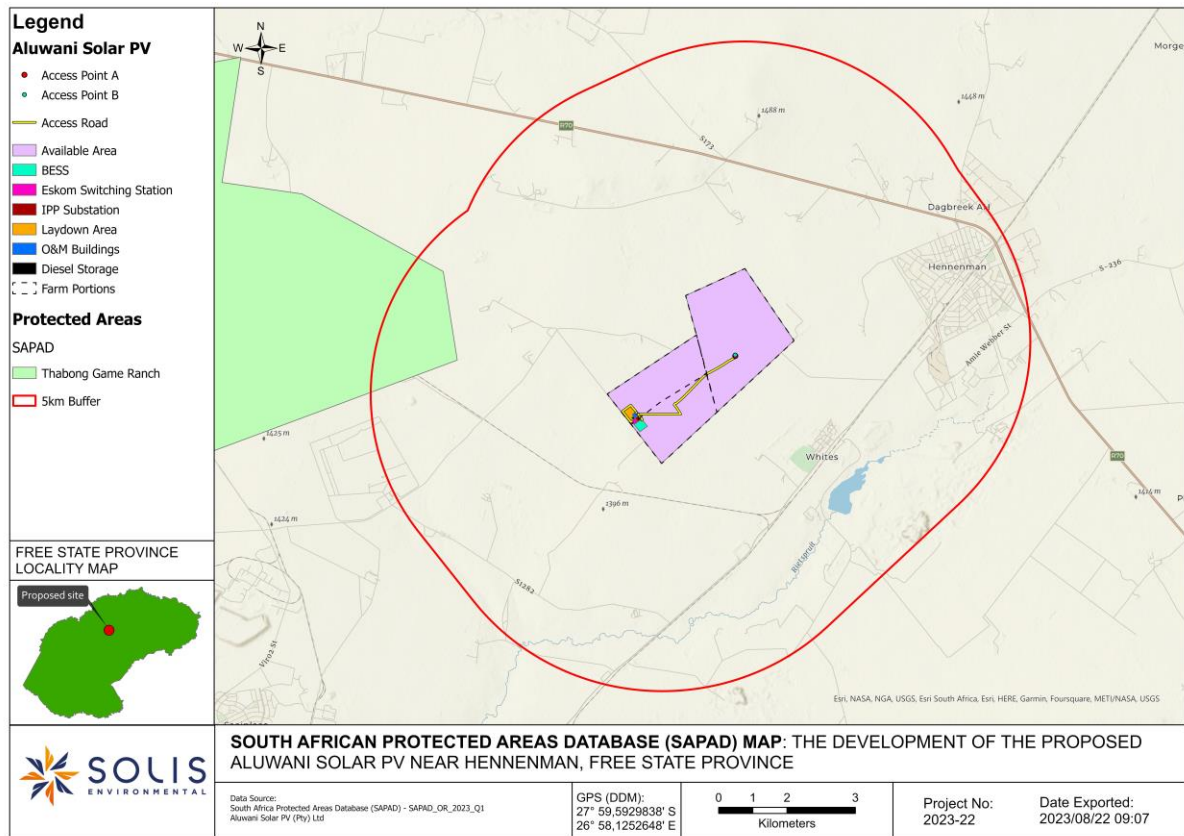 Legend
Aluwani Solar PV
Access Point A
Access Point B
Access Road
Available Area
BESS
Eskom Switching Station
IPP Substation
Laydown Area
O&M Buildings
Diesel Storage
Farm Portions
Protected Areas
SAPAD
Thabong Game Ranch
5km Buffer
FREE STATE PROVINCE
LOCALITY MAP
Proposed site
N
W E
S
R70
S173
1488 m
1448 m
Dagbreek AH
Hennenman
S-236
Amie Webber St
R70
1425 m
1424 m
1396 m
1414 m
Whites
Rietspruit
S1282
Esri, NASA, NGA, USGS, Esri South Africa, Esri, HERE, Garmin, Foursquare, METI/NASA, USGS
SOLIS
ENVIRONMENTAL
SOUTH AFRICAN PROTECTED AREAS DATABASE (SAPAD) MAP: THE DEVELOPMENT OF THE PROPOSED
ALUWANI SOLAR PV NEAR HENNENMAN, FREE STATE PROVINCE
Data Source:
South Africa Protected Areas Database (SAPAD) - SAPAD_OR_2023_Q1
Aluwani Solar PV (Pty) Ltd
GPS (DDM):
27° 59,5929838' S
26° 58,1252648' E
0 1 2 3
Kilometers
Project No:
2023-22
Date Exported:
2023/08/22 09:07